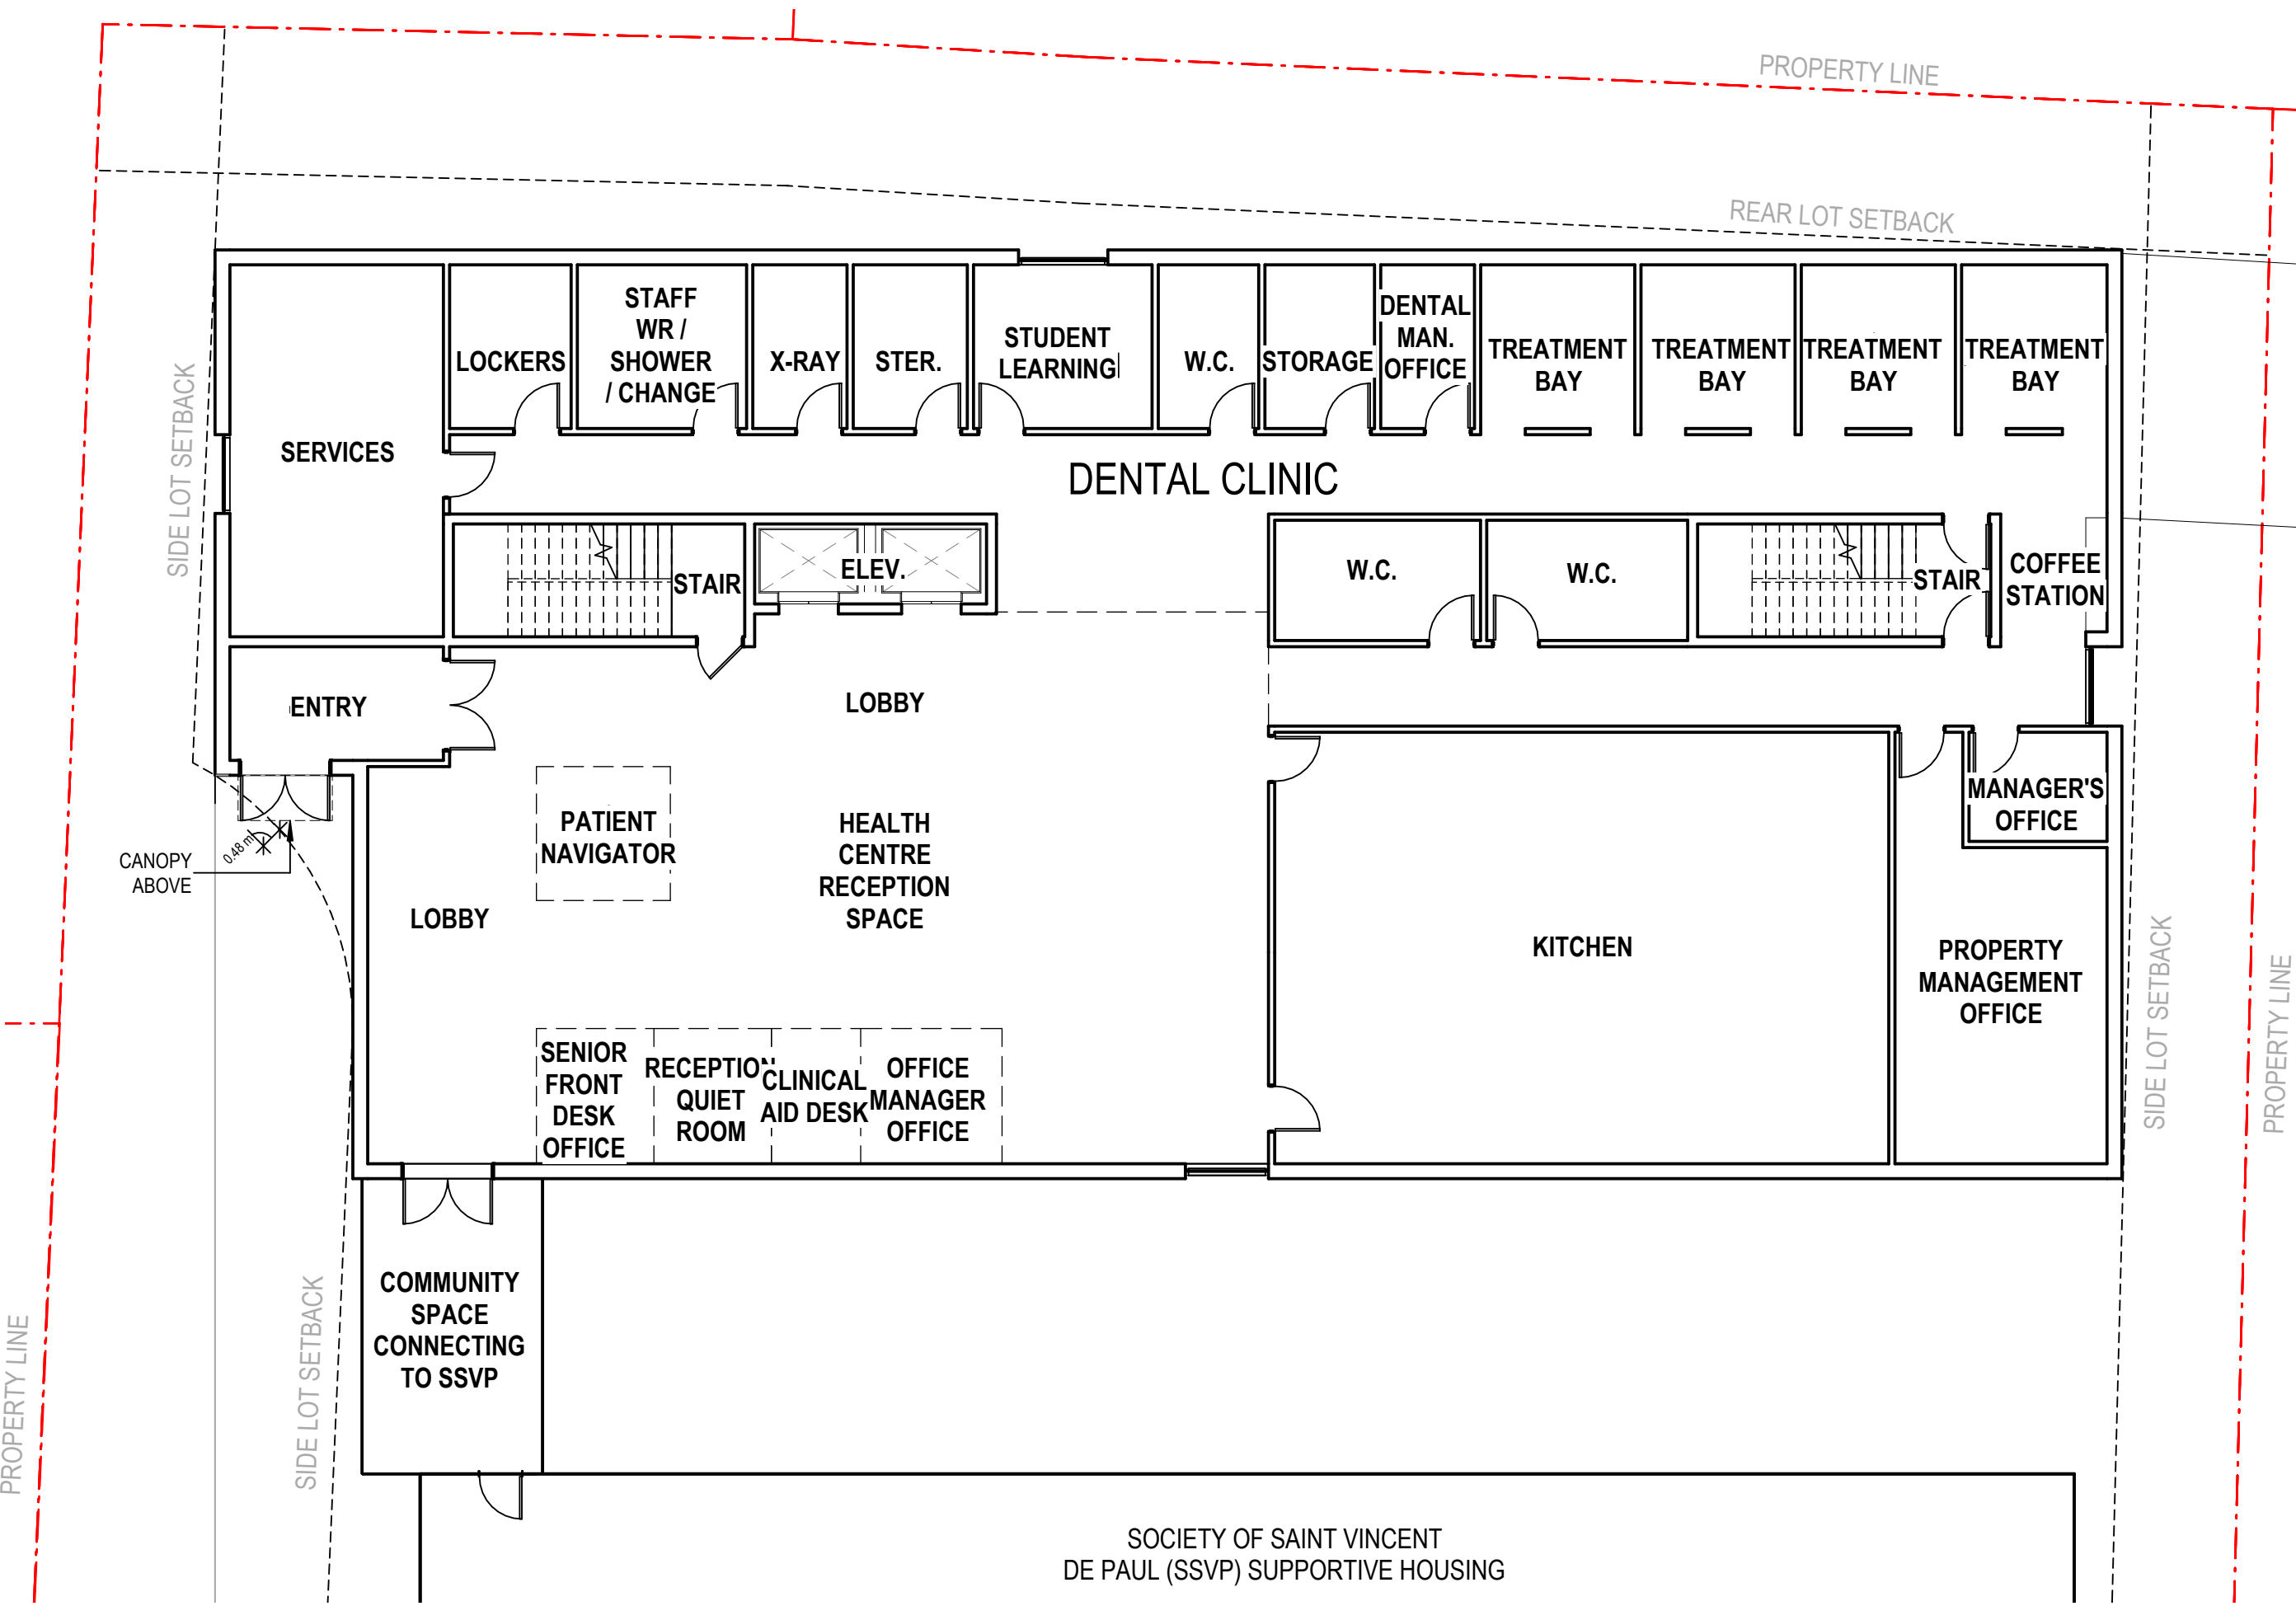 PROPERTY LINE
REAR LOT SETBACK
SIDE LOT SETBACK
SERVICES
LOCKERS
STAFF
WR /
SHOWER
/ CHANGE
X-RAY
STER.
STUDENT
LEARNING
W.C.
STORAGE
DENTAL
MAN.
OFFICE
TREATMENT
BAY
TREATMENT
BAY
TREATMENT
BAY
TREATMENT
BAY
DENTAL CLINIC
STAIR
ELEV.
W.C.
W.C.
STAIR
COFFEE
STATION
ENTRY
LOBBY
CANOPY
ABOVE
0.48 m
PATIENT
NAVIGATOR
HEALTH
CENTRE
RECEPTION
SPACE
LOBBY
KITCHEN
MANAGER'S
OFFICE
PROPERTY
MANAGEMENT
OFFICE
SIDE LOT SETBACK
PROPERTY LINE
SENIOR
FRONT
DESK
OFFICE
RECEPTION
QUIET
ROOM
CLINICAL
AID DESK
OFFICE
MANAGER
OFFICE
COMMUNITY
SPACE
CONNECTING
TO SSVP
SIDE LOT SETBACK
PROPERTY LINE
SOCIETY OF SAINT VINCENT
DE PAUL (SSVP) SUPPORTIVE HOUSING